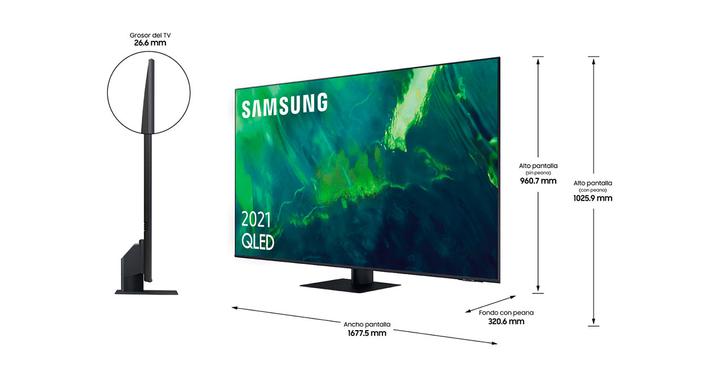 Grosor del TV
26.6 mm
SAMSUNG
2021
QLED
Alto pantalla
(sin peana)
960.7 mm
Alto pantalla
(con peana)
1025.9 mm
Fondo con peana
320.6 mm
Ancho pantalla
1677.5 mm